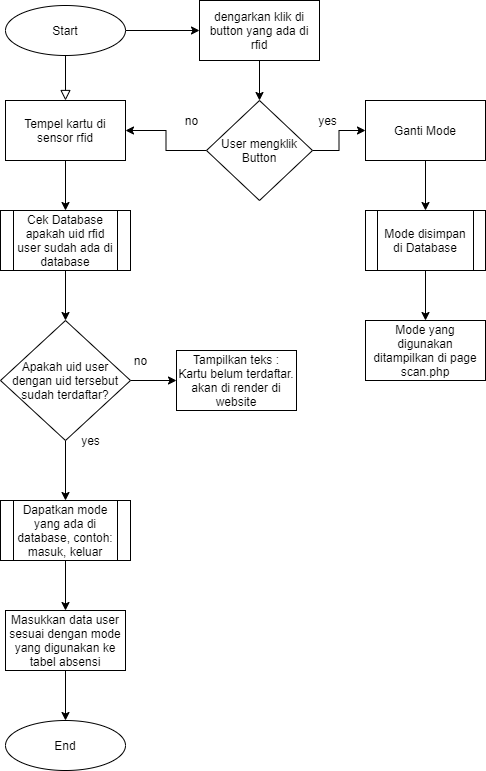 Start
dengarkan klik di
button yang ada di
rfid
Tempel kartu di
sensor rfid
no
User mengklik
Button
yes
Ganti Mode
Cek Database
apakah uid rfid
user sudah ada di
database
Mode disimpan
di Database
Mode yang
digunakan
ditampilkan di page
scan.php
Apakah uid user
dengan uid tersebut
sudah terdaftar?
no
Tampilkan teks :
Kartu belum terdaftar.
akan di render di
website
yes
Dapatkan mode
yang ada di
database, contoh:
masuk, keluar
Masukkan data user
sesuai dengan mode
yang digunakan ke
tabel absensi
End